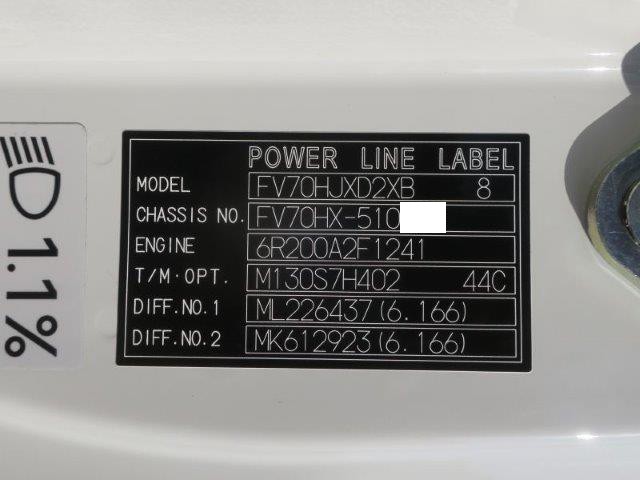 POWER LINE LABEL
MODEL FV70HJXD2XB 8
CHASSIS NO. FV70HX-510
ENGINE 6R200A2F1241
T/M·OPT. M130S7H402 44C
DIFF.NO.1 ML226437(6.166)
DIFF.NO.2 MK612923(6.166)
1.1%